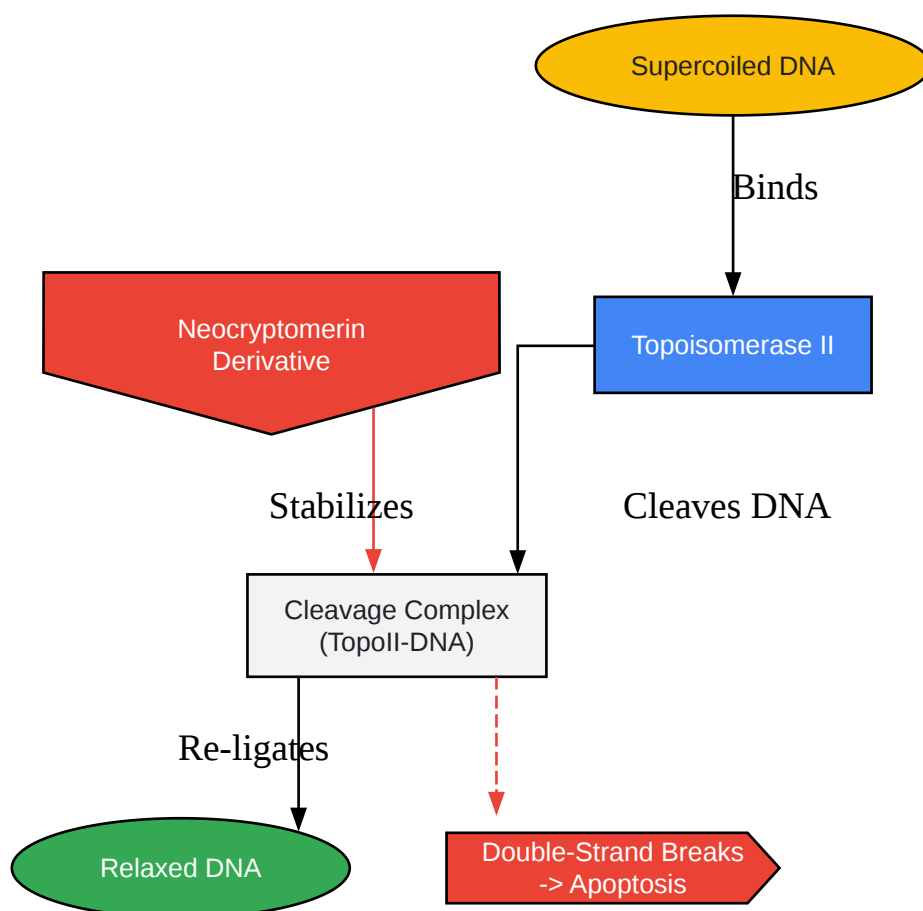 Supercoiled DNA
Binds
Neocryptomerin
Derivative
Topoisomerase II
Stabilizes
Cleaves DNA
Cleavage Complex
(TopoII-DNA)
Re-ligates
Relaxed DNA
Double-Strand Breaks
-> Apoptosis